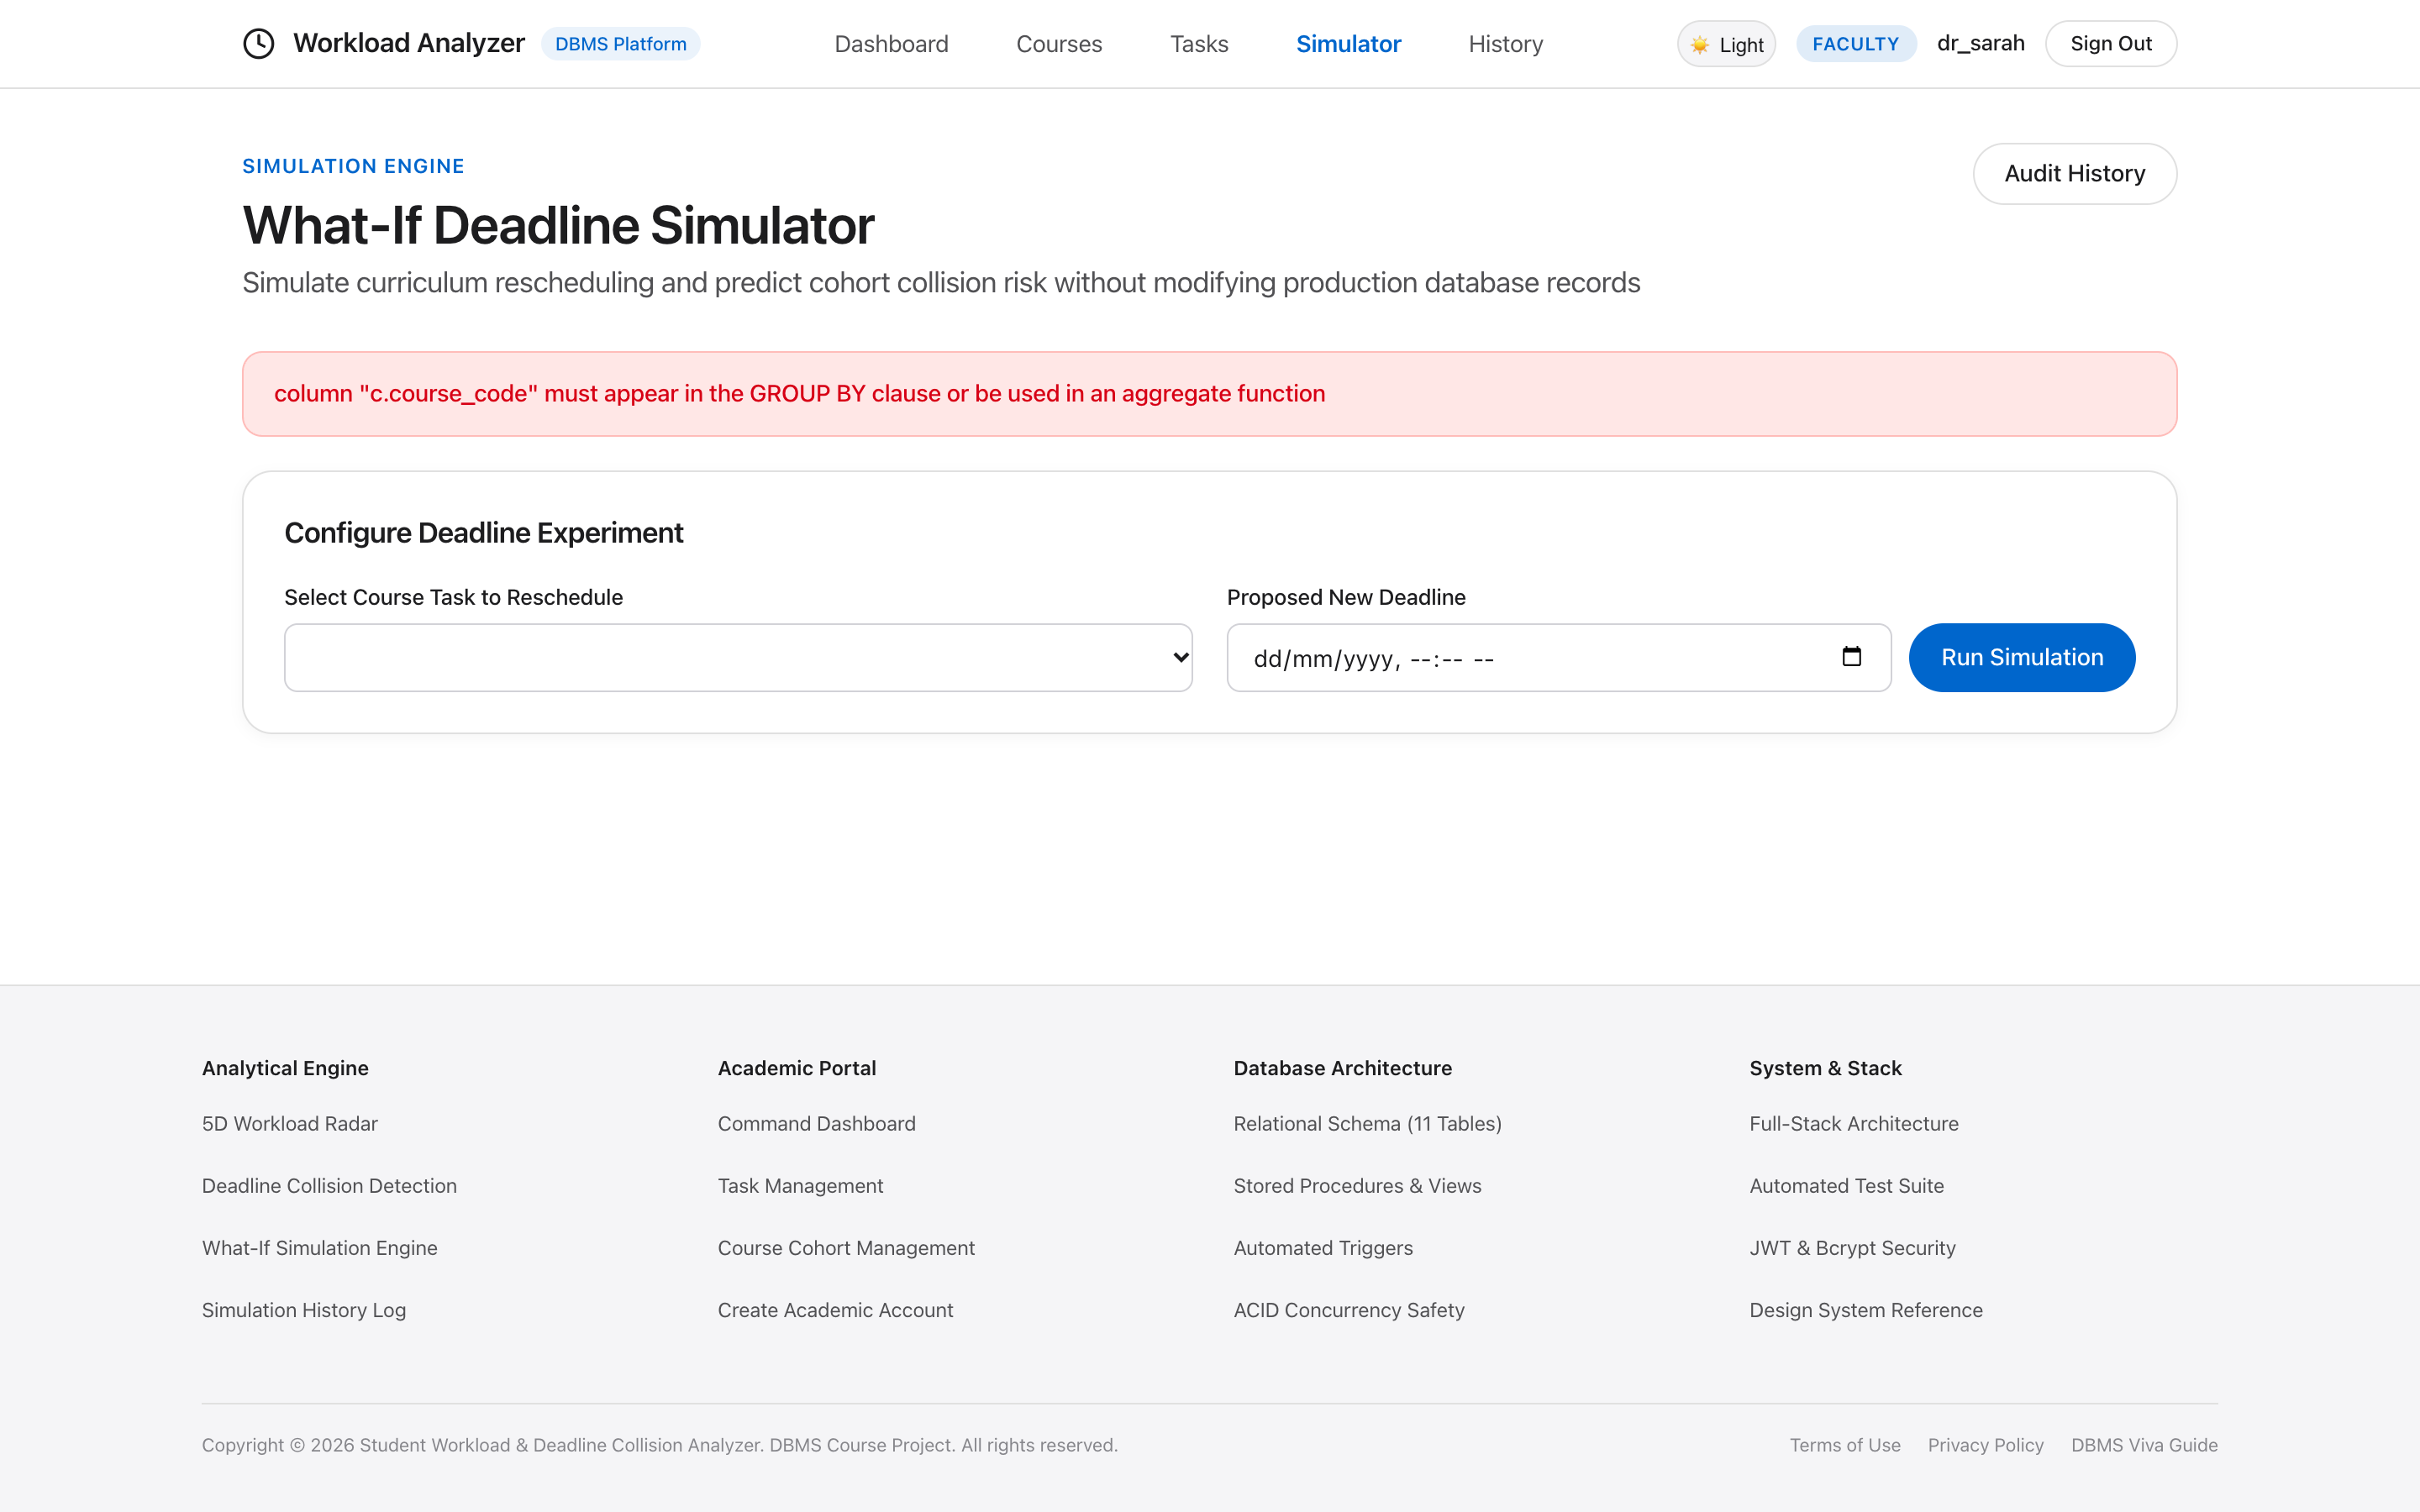 Workload Analyzer DBMS Platform Dashboard Courses Tasks Simulator History Light FACULTY dr_sarah Sign Out
SIMULATION ENGINE
Audit History
What-If Deadline Simulator
Simulate curriculum rescheduling and predict cohort collision risk without modifying production database records
column "c.course_code" must appear in the GROUP BY clause or be used in an aggregate function
Configure Deadline Experiment
Select Course Task to Reschedule
Proposed New Deadline
dd/mm/yyyy, --:-- --
Run Simulation
Analytical Engine
5D Workload Radar
Deadline Collision Detection
What-If Simulation Engine
Simulation History Log
Academic Portal
Command Dashboard
Task Management
Course Cohort Management
Create Academic Account
Database Architecture
Relational Schema (11 Tables)
Stored Procedures & Views
Automated Triggers
ACID Concurrency Safety
System & Stack
Full-Stack Architecture
Automated Test Suite
JWT & Bcrypt Security
Design System Reference
Copyright © 2026 Student Workload & Deadline Collision Analyzer. DBMS Course Project. All rights reserved.
Terms of Use Privacy Policy DBMS Viva Guide